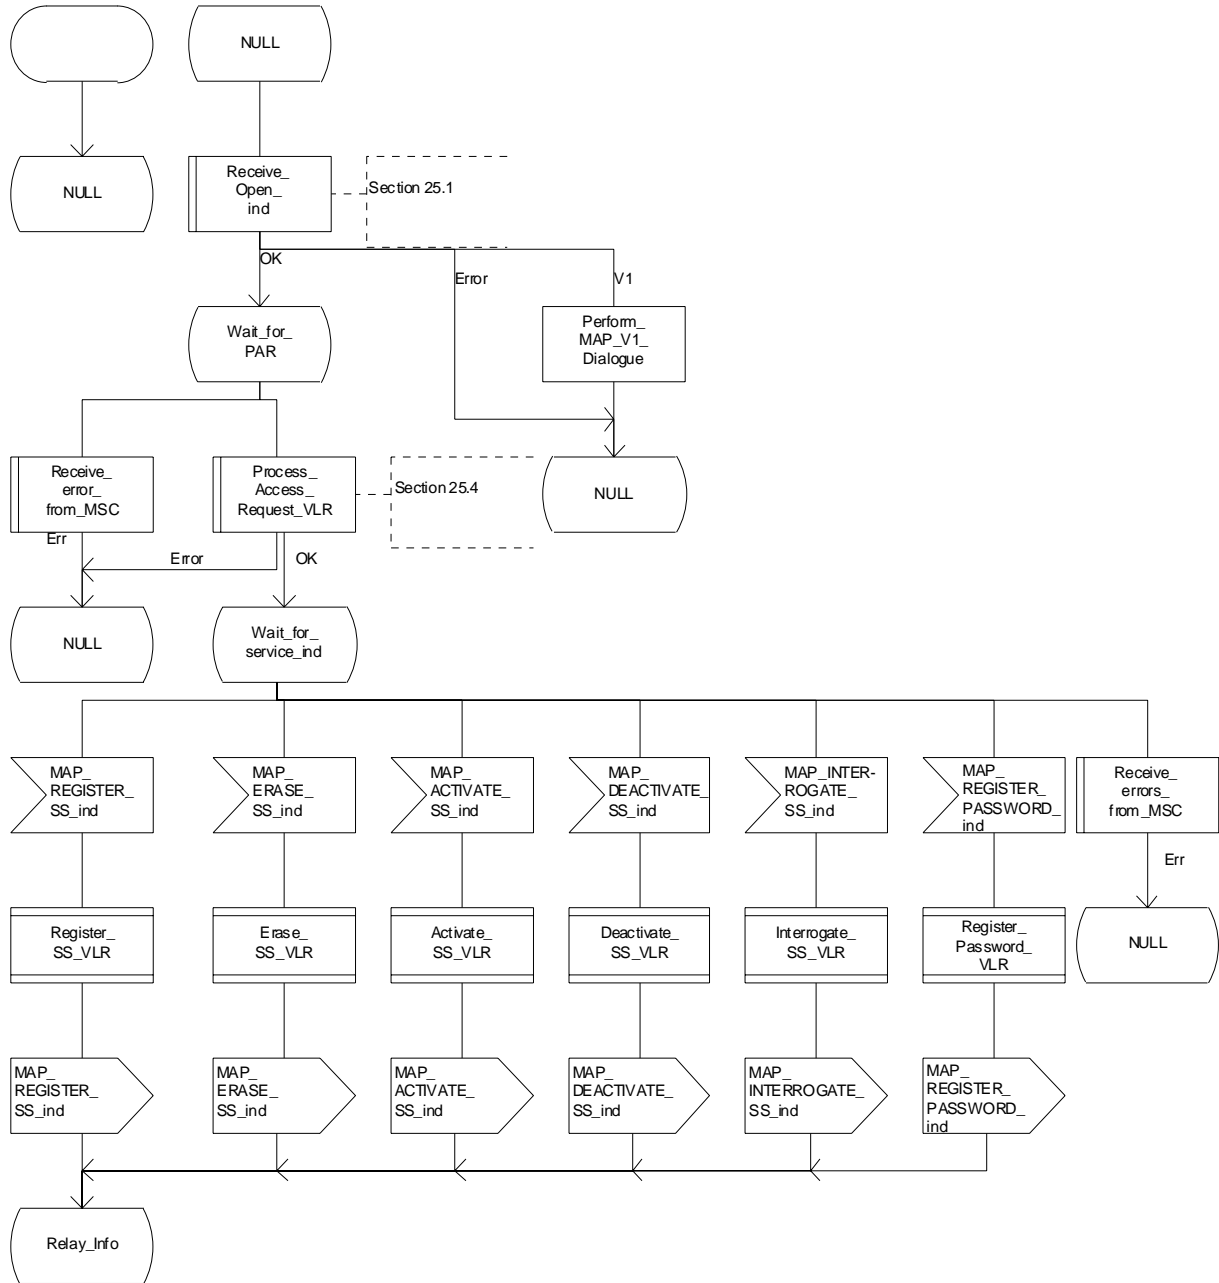 NULL
NULL
Receive_
Open_
ind
Section 25.1
OK
Error
V1
Wait_for_
PAR
Perform_
MAP_V1_
Dialogue
Receive_
error_
from_MSC
Process_
Access_
Request_VLR
Section 25.4
NULL
Err
Error
OK
NULL
Wait_for_
service_ind
MAP_
REGISTER_
SS_ind
MAP_
ERASE_
SS_ind
MAP_
ACTIVATE_
SS_ind
MAP_
DEACTIVATE_
SS_ind
MAP_INTER-
ROGATE_
SS_ind
MAP_
REGISTER_
PASSWORD_
ind
Receive_
errors_
from_MSC
Err
Register_
SS_VLR
Erase_
SS_VLR
Activate_
SS_VLR
Deactivate_
SS_VLR
Interrogate_
SS_VLR
Register_
Password_
VLR
NULL
MAP_
REGISTER_
SS_ind
MAP_
ERASE_
SS_ind
MAP_
ACTIVATE_
SS_ind
MAP_
DEACTIVATE_
SS_ind
MAP_
INTERROGATE_
SS_ind
MAP_
REGISTER_
PASSWORD_
ind
Relay_Info